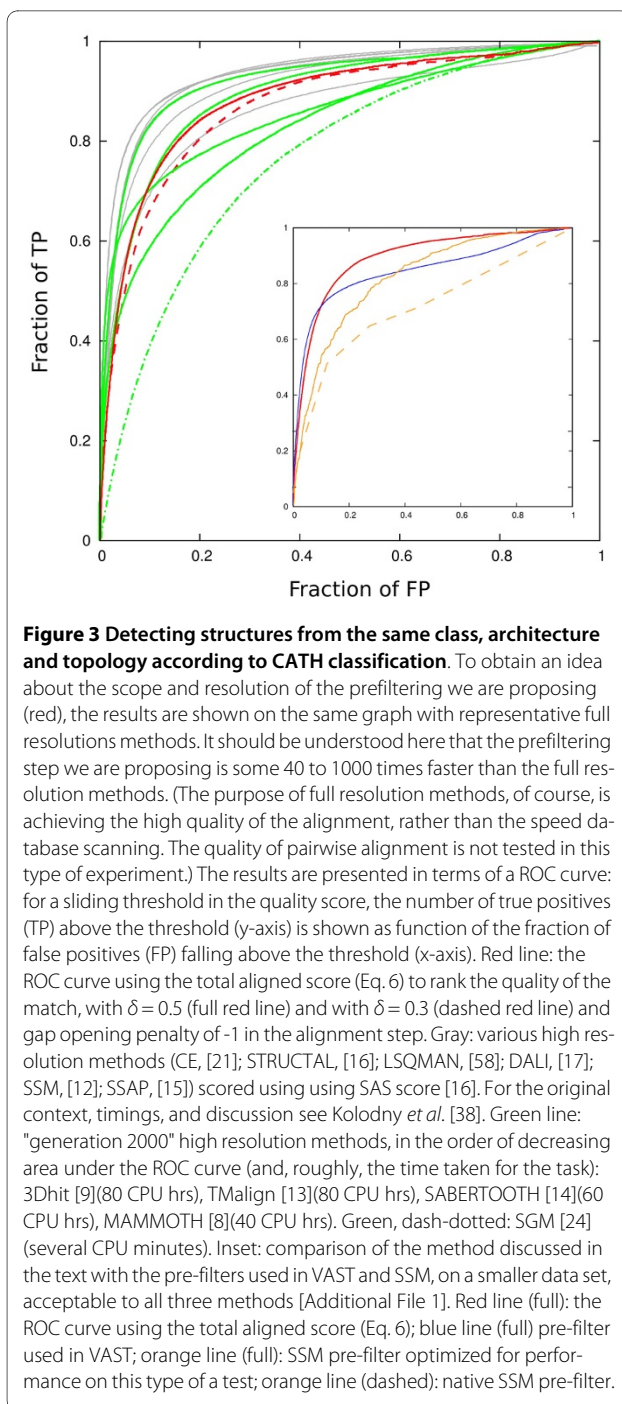 1
0.8
0.6
0.4
0.2
0
0 0.2 0.4 0.6 0.8 1
Fraction of TP
Fraction of FP
1
0.8
0.6
0.4
0.2
0
0 0.2 0.4 0.6 0.8 1
Figure 3 Detecting structures from the same class, architecture
and topology according to CATH classification. To obtain an idea
about the scope and resolution of the prefiltering we are proposing
(red), the results are shown on the same graph with representative full
resolutions methods. It should be understood here that the prefiltering
step we are proposing is some 40 to 1000 times faster than the full res-
olution methods. (The purpose of full resolution methods, of course, is
achieving the high quality of the alignment, rather than the speed da-
tabase scanning. The quality of pairwise alignment is not tested in this
type of experiment.) The results are presented in terms of a ROC curve:
for a sliding threshold in the quality score, the number of true positives
(TP) above the threshold (y-axis) is shown as function of the fraction of
false positives (FP) falling above the threshold (x-axis). Red line: the
ROC curve using the total aligned score (Eq. 6) to rank the quality of the
match, with δ = 0.5 (full red line) and with δ = 0.3 (dashed red line) and
gap opening penalty of -1 in the alignment step. Gray: various high res-
olution methods (CE, [21]; STRUCTAL, [16]; LSQMAN, [58]; DALI, [17];
SSM, [12]; SSAP, [15]) scored using using SAS score [16]. For the original
context, timings, and discussion see Kolodny et al. [38]. Green line:
"generation 2000" high resolution methods, in the order of decreasing
area under the ROC curve (and, roughly, the time taken for the task):
3Dhit [9](80 CPU hrs), TMalign [13](80 CPU hrs), SABERTOOTH [14](60
CPU hrs), MAMMOTH [8](40 CPU hrs). Green, dash-dotted: SGM [24]
(several CPU minutes). Inset: comparison of the method discussed in
the text with the pre-filters used in VAST and SSM, on a smaller data set,
acceptable to all three methods [Additional File 1]. Red line (full): the
ROC curve using the total aligned score (Eq. 6); blue line (full) pre-filter
used in VAST; orange line (full): SSM pre-filter optimized for perfor-
mance on this type of a test; orange line (dashed): native SSM pre-filter.